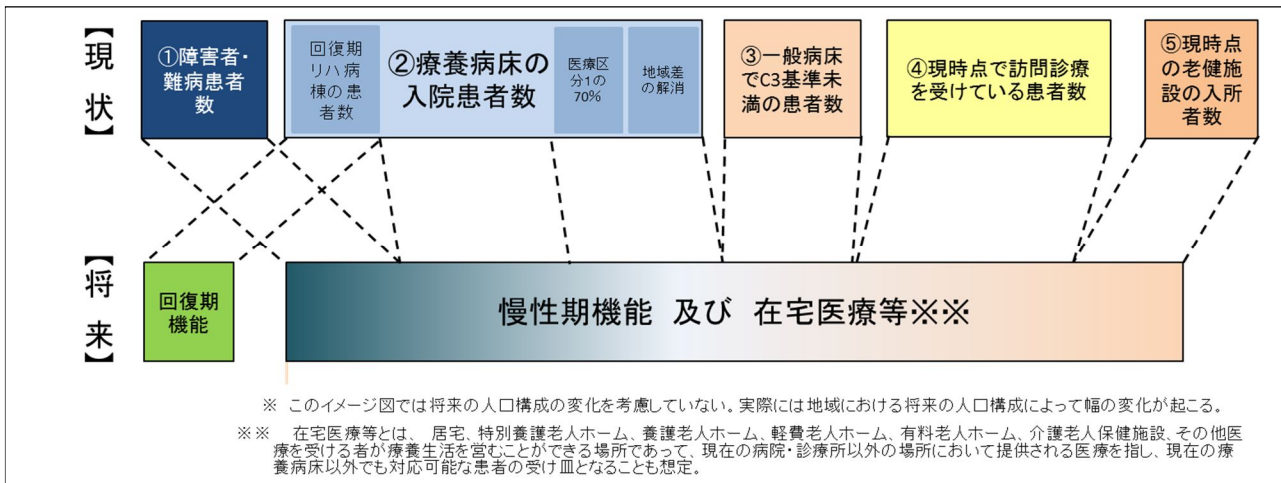 【現状】
①障害者・
難病患者
数
回復期
リハ病
棟の患
者数
②療養病床の
入院患者数
医療区
分1の
70%
地域差
の解消
③一般病床
でC3基準未
満の患者数
④現時点で訪問診療
を受けている患者数
⑤現時点
の老健施
設の入所
者数
【将来】
回復期
機能
慢性期機能 及び 在宅医療等※※
※ このイメージ図では将来の人口構成の変化を考慮していない。実際には地域における将来の人口構成によって幅の変化が起こる。
※※ 在宅医療等とは、 居宅、特別養護老人ホーム、養護老人ホーム、軽費老人ホーム、有料老人ホーム、介護老人保健施設、その他医
療を受ける者が療養生活を営むことができる場所であって、現在の病院・診療所以外の場所において提供される医療を指し、現在の療
養病床以外でも対応可能な患者の受け皿となることも想定。